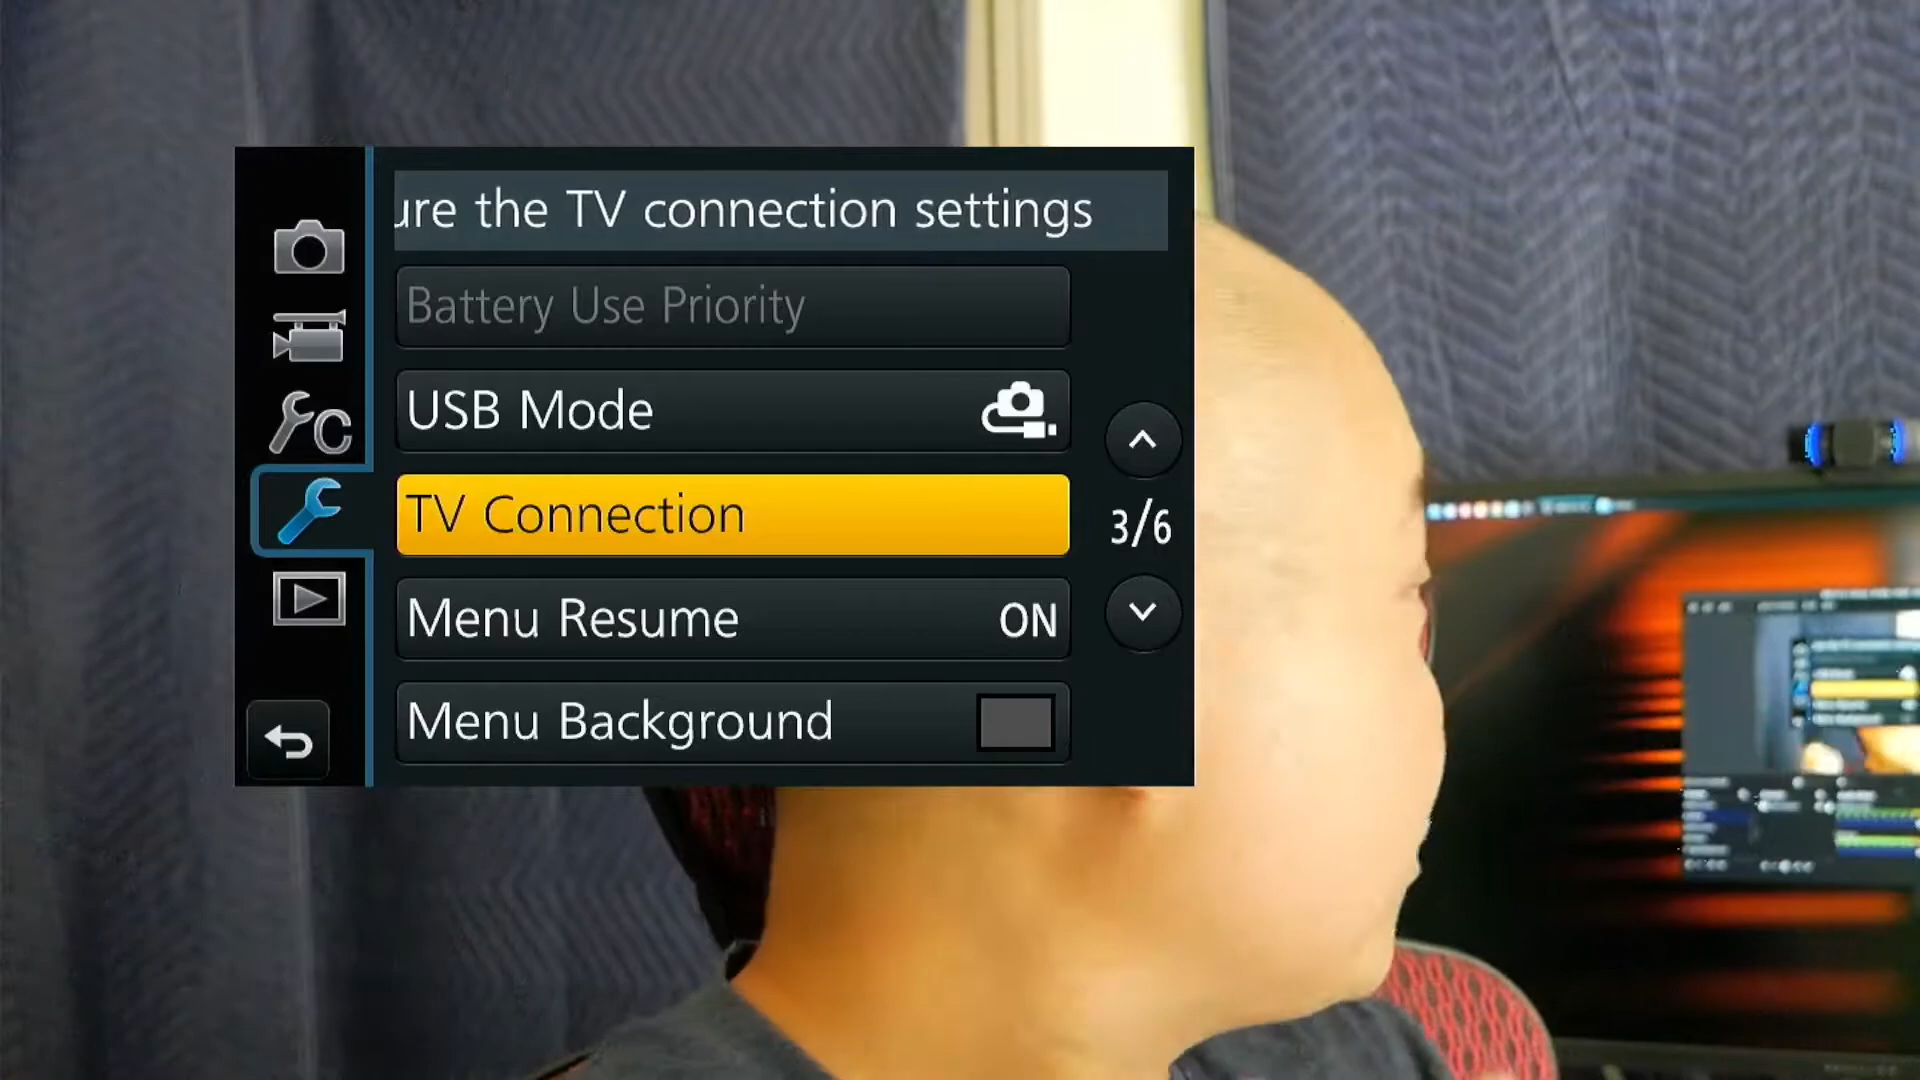 ure the TV connection settings
Battery Use Priority
USB Mode
TV Connection
3/6
Menu Resume ON
Menu Background
C